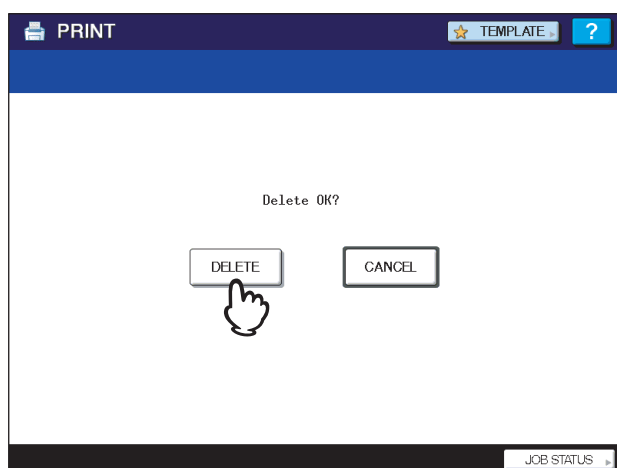 PRINT
TEMPLATE
?
Delete OK?
DELETE
CANCEL
JOB STATUS